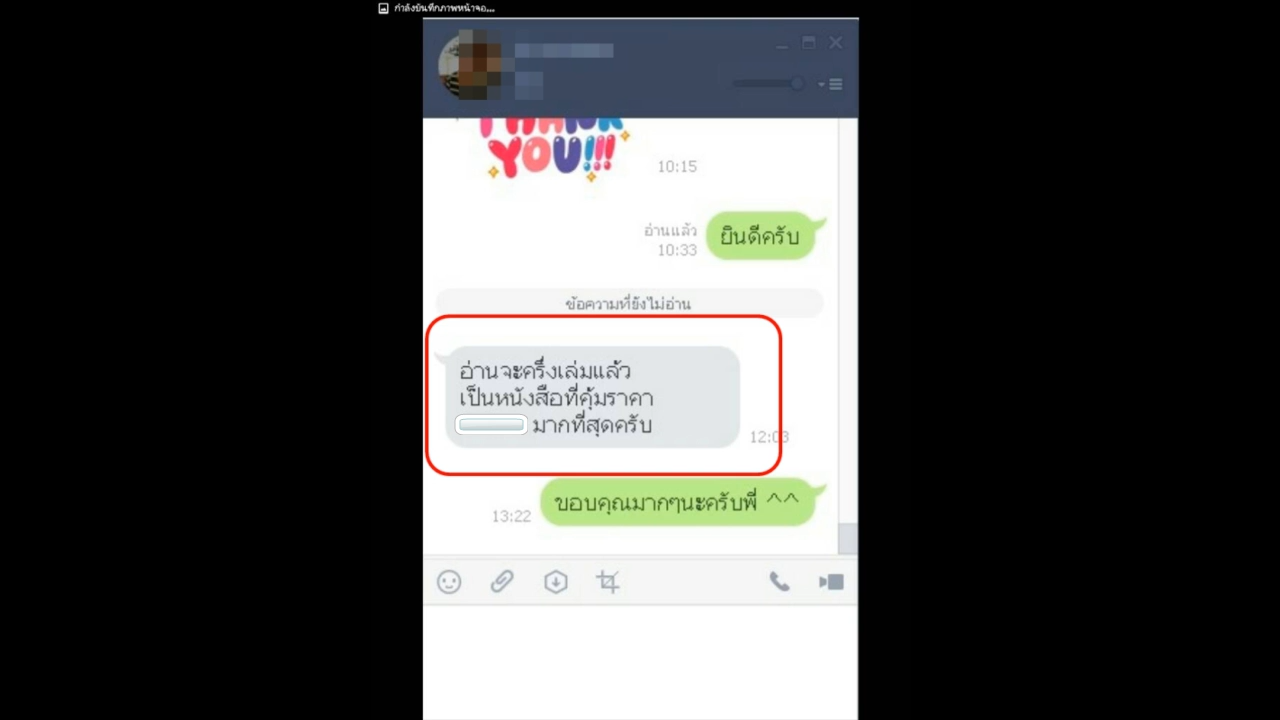 กำลังบันทึกภาพหน้าจอ...
YOU!!!
10:15
อ่านแล้ว
10:33
ยินดีครับ
ข้อความที่ยังไม่อ่าน
อ่านจะครึ่งเล่มแล้ว
เป็นหนังสือที่คุ้มราคา
มากที่สุดครับ
12:03
ขอบคุณมากๆนะครับพี่ ^^
13:22